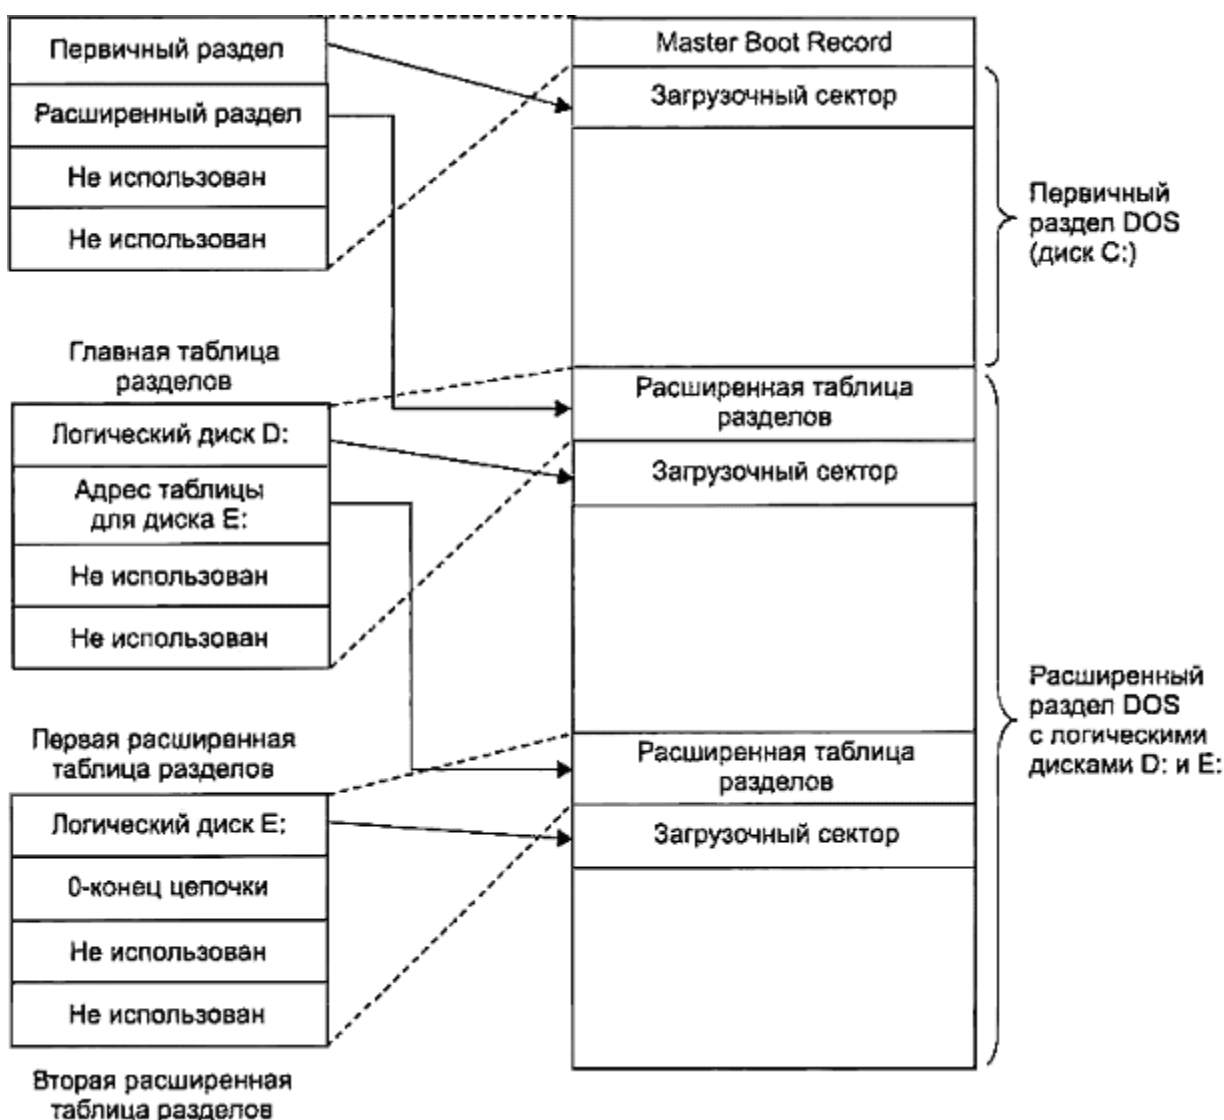 Первичный раздел
Расширенный раздел
Не использован
Не использован
Главная таблица
разделов
Логический диск D:
Адрес таблицы
для диска E:
Не использован
Не использован
Первая расширенная
таблица разделов
Логический диск E:
0-конец цепочки
Не использован
Не использован
Вторая расширенная
таблица разделов
Master Boot Record
Загрузочный сектор
Расширенная таблица
разделов
Загрузочный сектор
Расширенная таблица
разделов
Загрузочный сектор
Первичный
раздел DOS
(диск C:)
Расширенный
раздел DOS
с логическими
дисками D: и E: